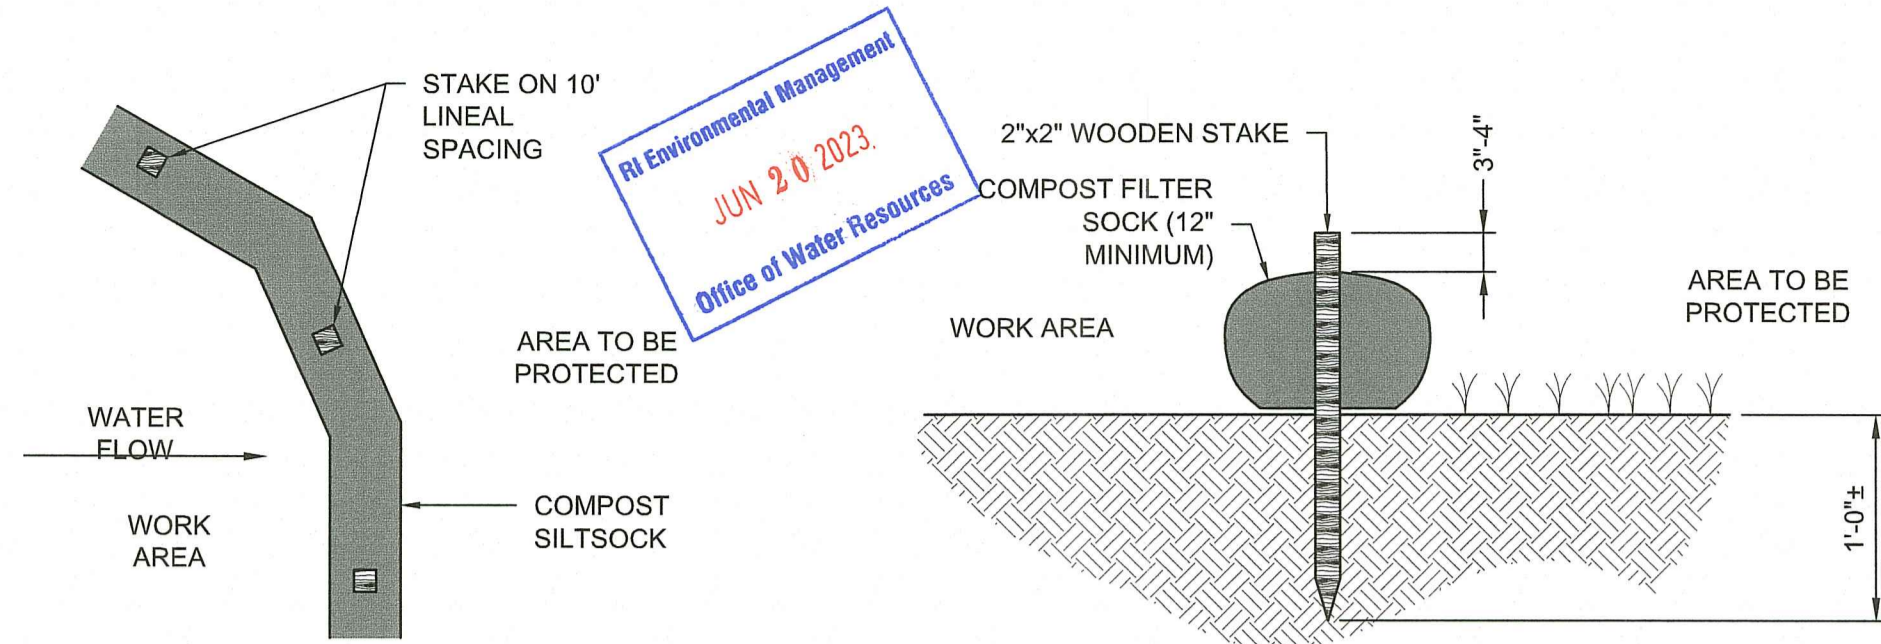 STAKE ON 10'
LINEAL
SPACING
RI Environmental Management
JUN 20 2023.
Office of Water Resources
AREA TO BE
PROTECTED
WATER
FLOW
WORK
AREA
COMPOST
SILTSOCK
2"x2" WOODEN STAKE
COMPOST FILTER
SOCK (12"
MINIMUM)
WORK AREA
3"-4"
AREA TO BE
PROTECTED
1'-0"±